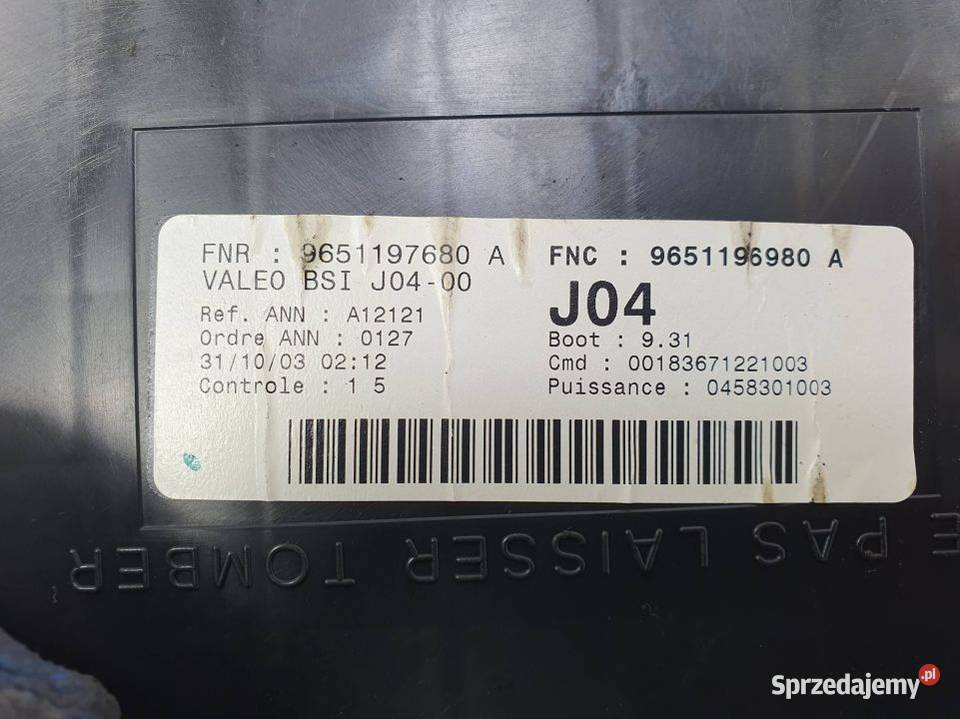 FNR : 9651197680 A
VALEO BSI J04-00
Ref. ANN : A12121
Ordre ANN : 0127
31/10/03 02:12
Controle : 1 5
FNC : 9651196980 A
J04
Boot : 9.31
Cmd : 00183671221003
Puissance : 0458301003
E PAS LAISSER TOMBER
Sprzedajemy.pl